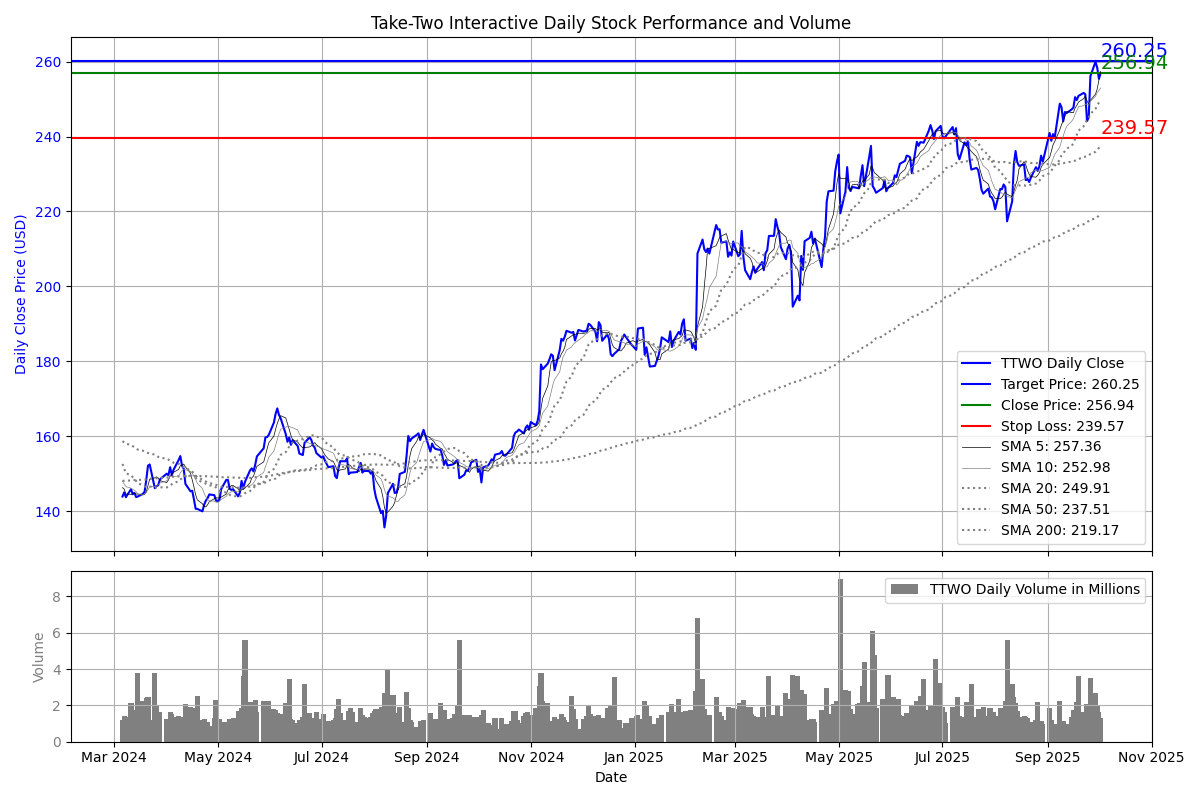 Take-Two Interactive Daily Stock Performance and Volume
260.25
256.94
239.57
260
240
220
200
180
160
140
Daily Close Price (USD)
TTWO Daily Close
Target Price: 260.25
Close Price: 256.94
Stop Loss: 239.57
SMA 5: 257.36
SMA 10: 252.98
SMA 20: 249.91
SMA 50: 237.51
SMA 200: 219.17
8
6
4
2
0
Volume
TTWO Daily Volume in Millions
Mar 2024 May 2024 Jul 2024 Sep 2024 Nov 2024 Jan 2025 Mar 2025 May 2025 Jul 2025 Sep 2025 Nov 2025
Date